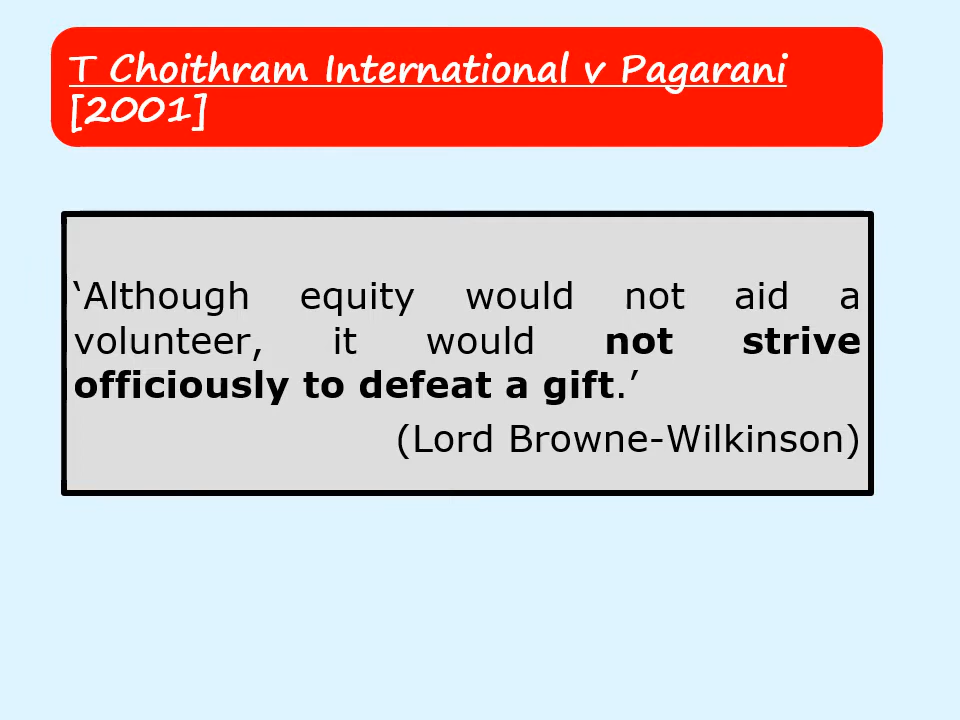 T Choithram International v Pagarani
[2001]
‘Although equity would not aid a
volunteer, it would not strive
officiously to defeat a gift.’
(Lord Browne-Wilkinson)